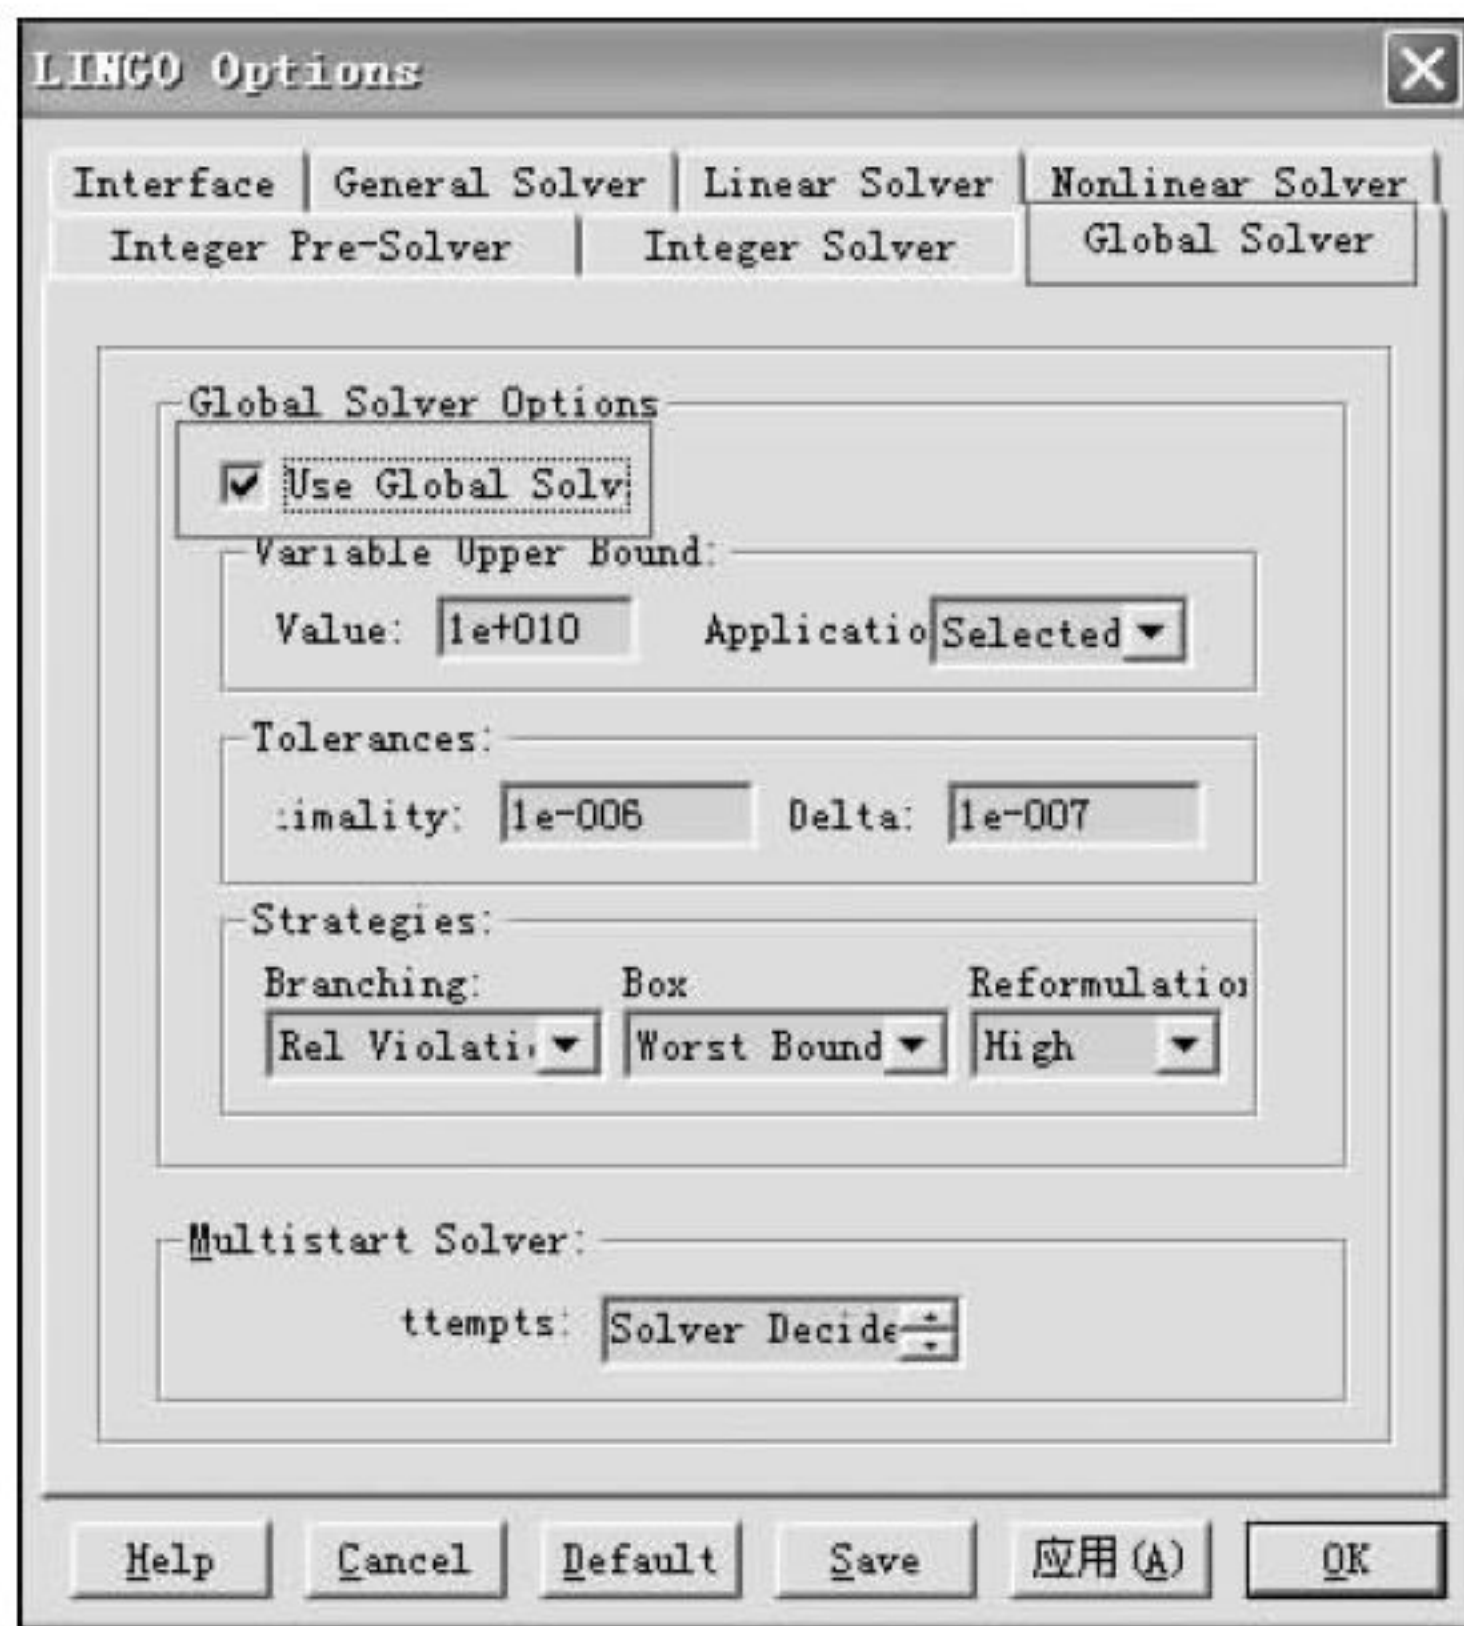 LINGO Options
Interface General Solver Linear Solver Nonlinear Solver
Integer Pre-Solver Integer Solver Global Solver
Global Solver Options
Use Global Solv
Variable Upper Bound:
Value: 1e+010 Applicatio Selected
Tolerances:
timality: 1e-006 Delta: 1e-007
Strategies:
Branching: Box Reformulation
Rel Violati Worst Bound High
Multistart Solver:
ttempts: Solver Decide
Help Cancel Default Save 应用(A) OK